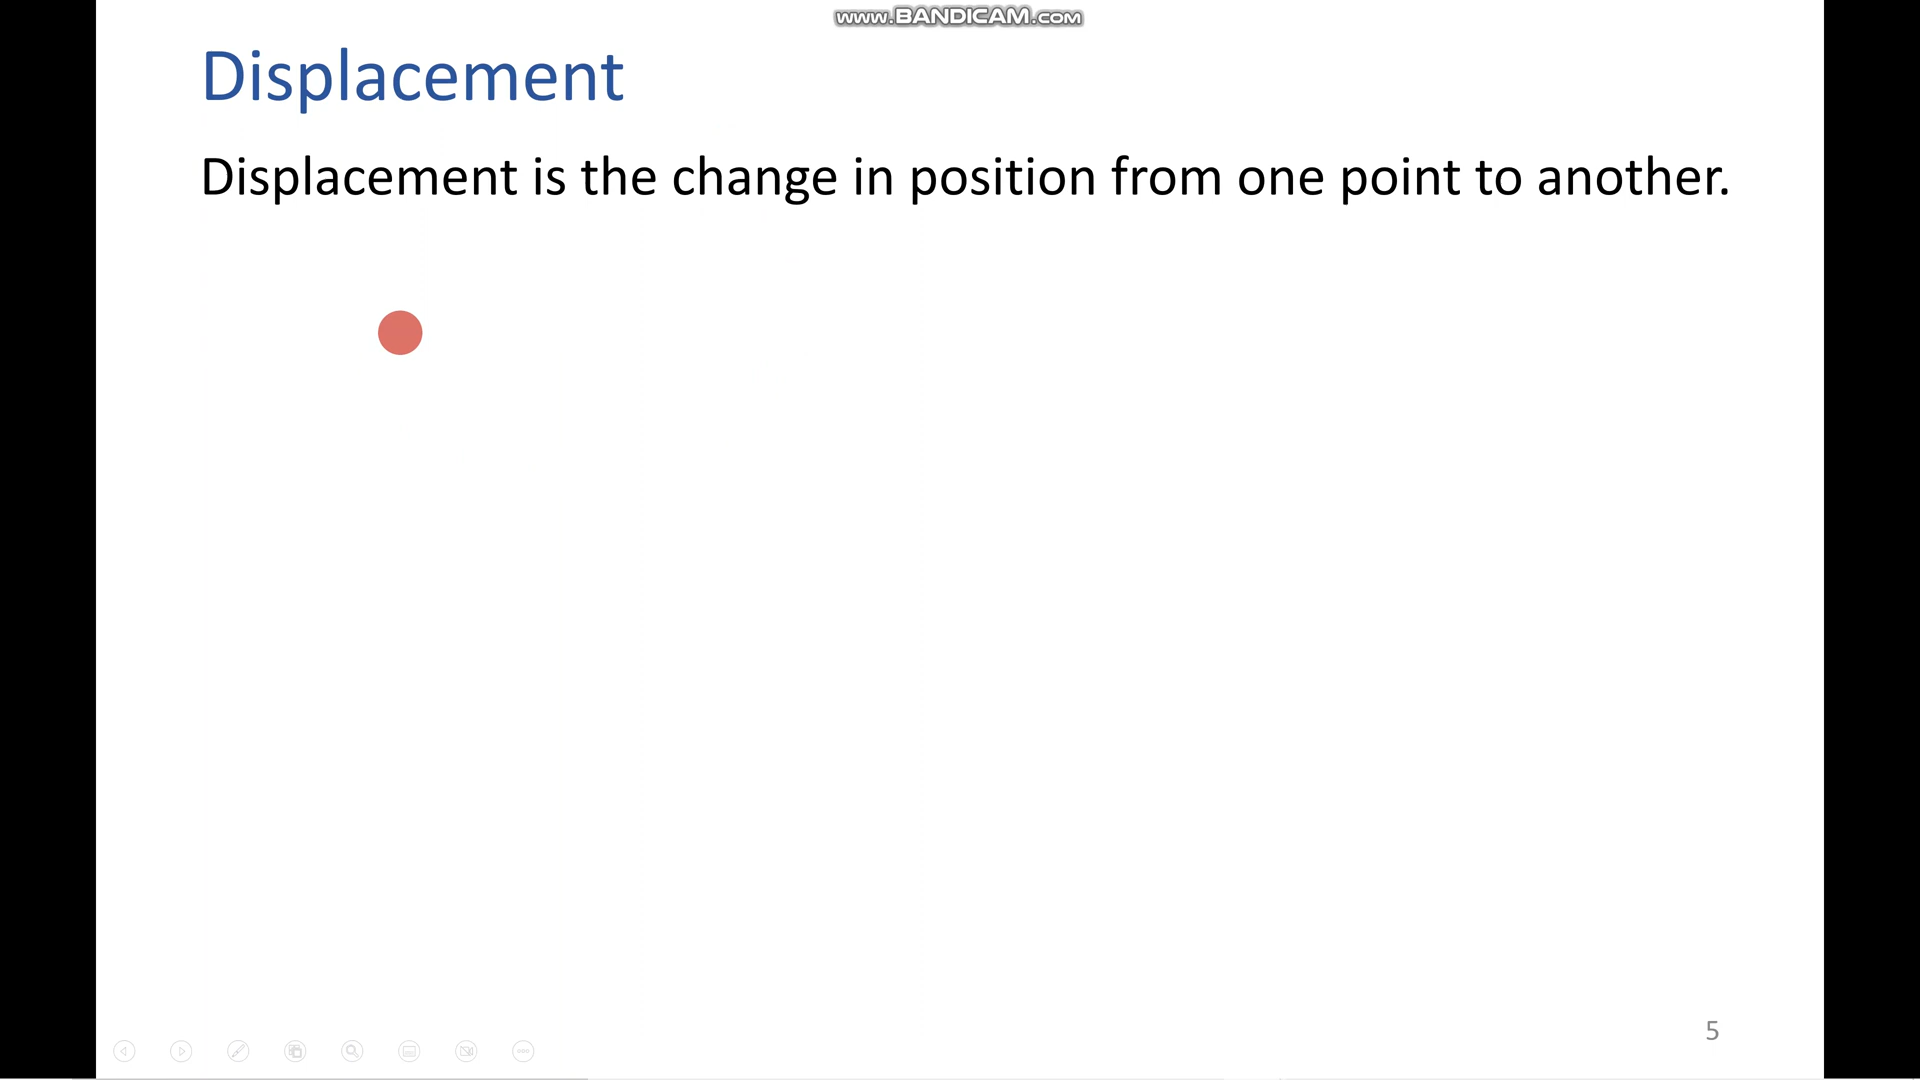 www.BANDICAM.com
Displacement
Displacement is the change in position from one point to another.
5